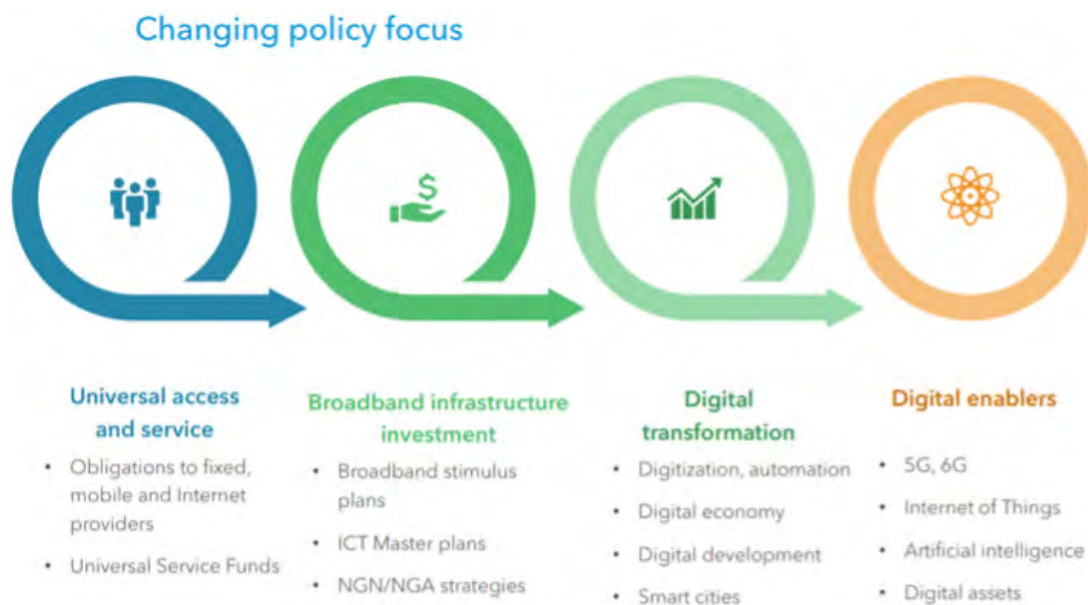 Changing policy focus
$
Universal access
and service
• Obligations to fixed,
mobile and Internet
providers
• Universal Service Funds
Broadband infrastructure
investment
• Broadband stimulus
plans
• ICT Master plans
• NGN/NGA strategies
Digital
transformation
• Digitization, automation
• Digital economy
• Digital development
• Smart cities
Digital enablers
• 5G, 6G
• Internet of Things
• Artificial intelligence
• Digital assets